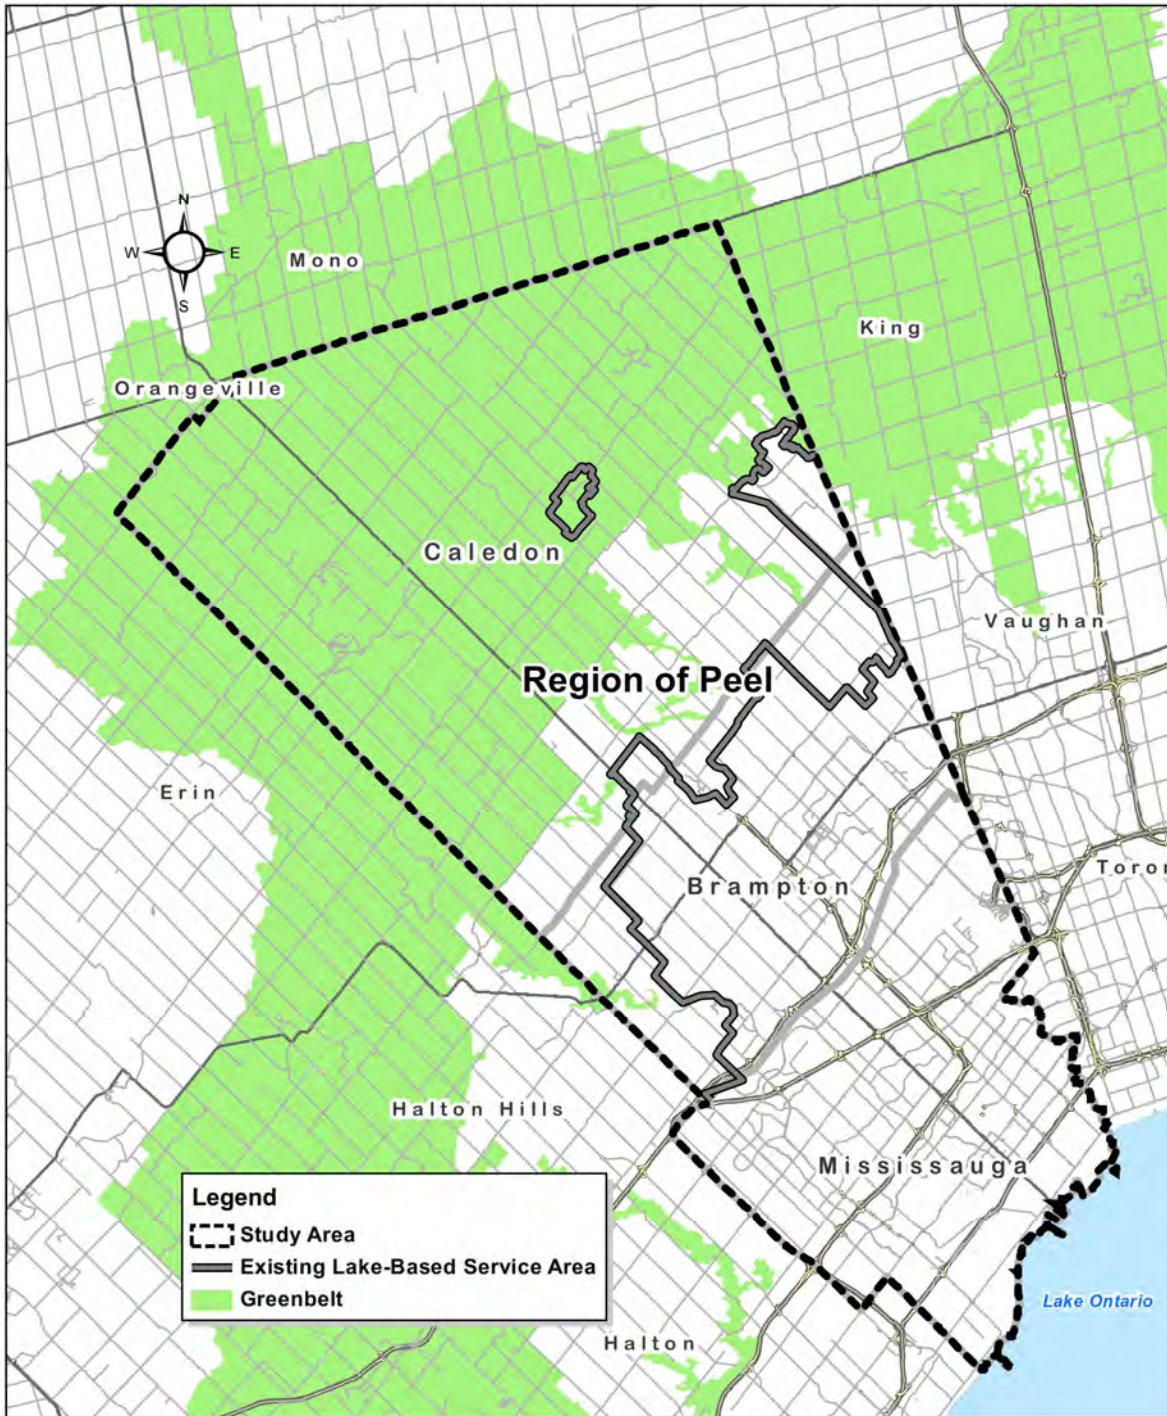 N
W E
S
Mono
King
Orangeville
Caledon
Vaughan
Region of Peel
Erin
Toron
Brampton
Halton Hills
Mississauga
Legend
Study Area
Existing Lake-Based Service Area
Greenbelt
Lake Ontario
Halton